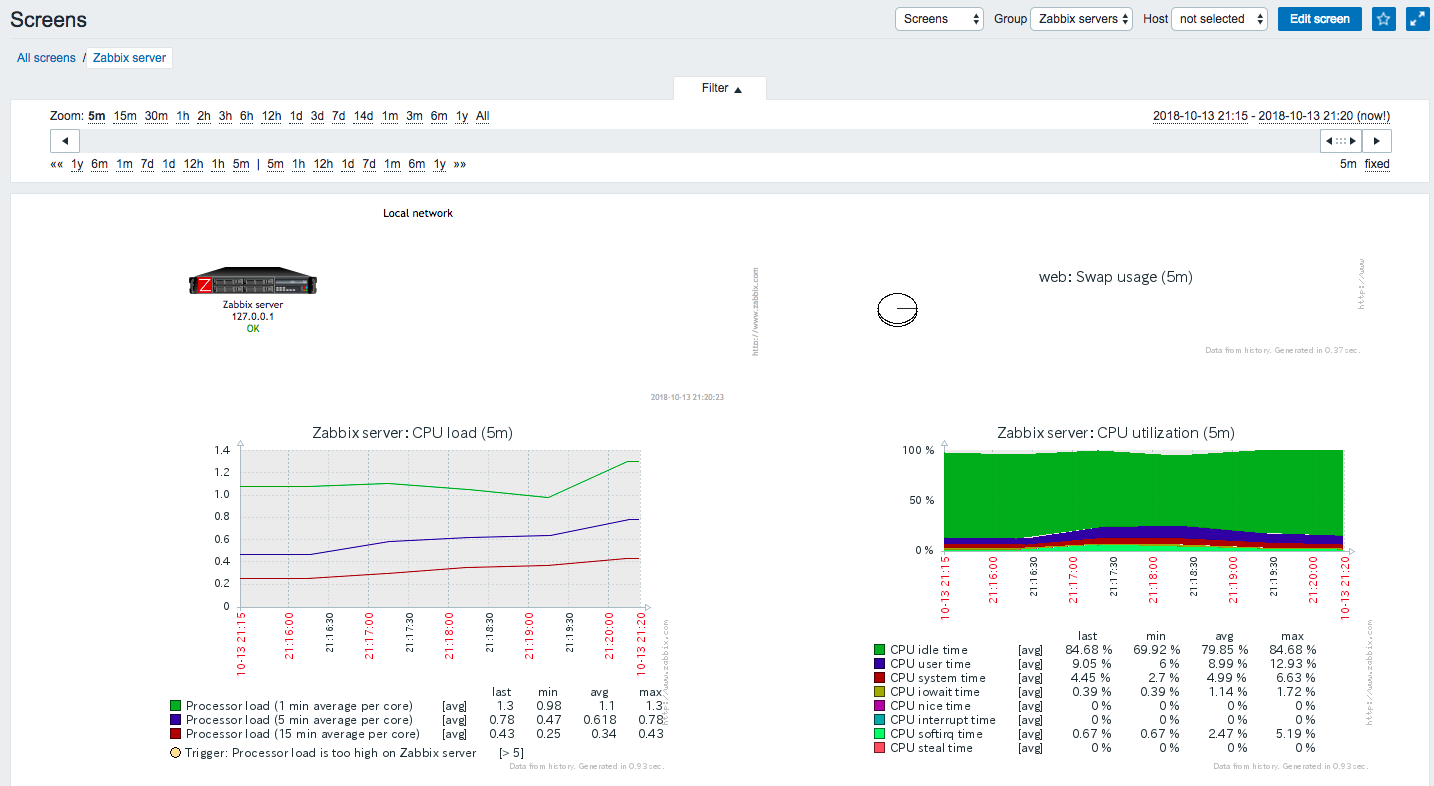 Screens
Screens Group Zabbix servers Host not selected Edit screen
All screens / Zabbix server
Filter
Zoom: 5m 15m 30m 1h 2h 3h 6h 12h 1d 3d 7d 14d 1m 3m 6m 1y All
2018-10-13 21:15 - 2018-10-13 21:20 (now!)
«« 1y 6m 1m 7d 1d 12h 1h 5m | 5m 1h 12h 1d 7d 1m 6m 1y »»
5m fixed
Local network
Z
Zabbix server
127.0.0.1
OK
http://www.zabbix.com
2018-10-13 21:20:23
web: Swap usage (5m)
http://www
Data from history. Generated in 0.37 sec.
Zabbix server: CPU load (5m)
1.4
1.2
1.0
0.8
0.6
0.4
0.2
0
10-13 21:15
21:16:00
21:16:30
21:17:00
21:17:30
21:18:00
21:18:30
21:19:00
21:19:30
21:20:00
10-13 21:20
http://www.zabbix.com
last min avg max
Processor load (1 min average per core) [avg] 1.3 0.98 1.1 1.3
Processor load (5 min average per core) [avg] 0.78 0.47 0.618 0.78
Processor load (15 min average per core) [avg] 0.43 0.25 0.34 0.43
Trigger: Processor load is too high on Zabbix server [> 5]
Data from history. Generated in 0.93 sec.
Zabbix server: CPU utilization (5m)
100 %
50 %
0 %
10-13 21:15
21:16:00
21:16:30
21:17:00
21:17:30
21:18:00
21:18:30
21:19:00
21:19:30
21:20:00
10-13 21:20
http://www.zabbix.com
last min avg max
CPU idle time [avg] 84.68 % 69.92 % 79.85 % 84.68 %
CPU user time [avg] 9.05 % 6 % 8.99 % 12.93 %
CPU system time [avg] 4.45 % 2.7 % 4.99 % 6.63 %
CPU iowait time [avg] 0.39 % 0.39 % 1.14 % 1.72 %
CPU nice time [avg] 0 % 0 % 0 % 0 %
CPU interrupt time [avg] 0 % 0 % 0 % 0 %
CPU softirq time [avg] 0.67 % 0.67 % 2.47 % 5.19 %
CPU steal time [avg] 0 % 0 % 0 % 0 %
Data from history. Generated in 0.93 sec.